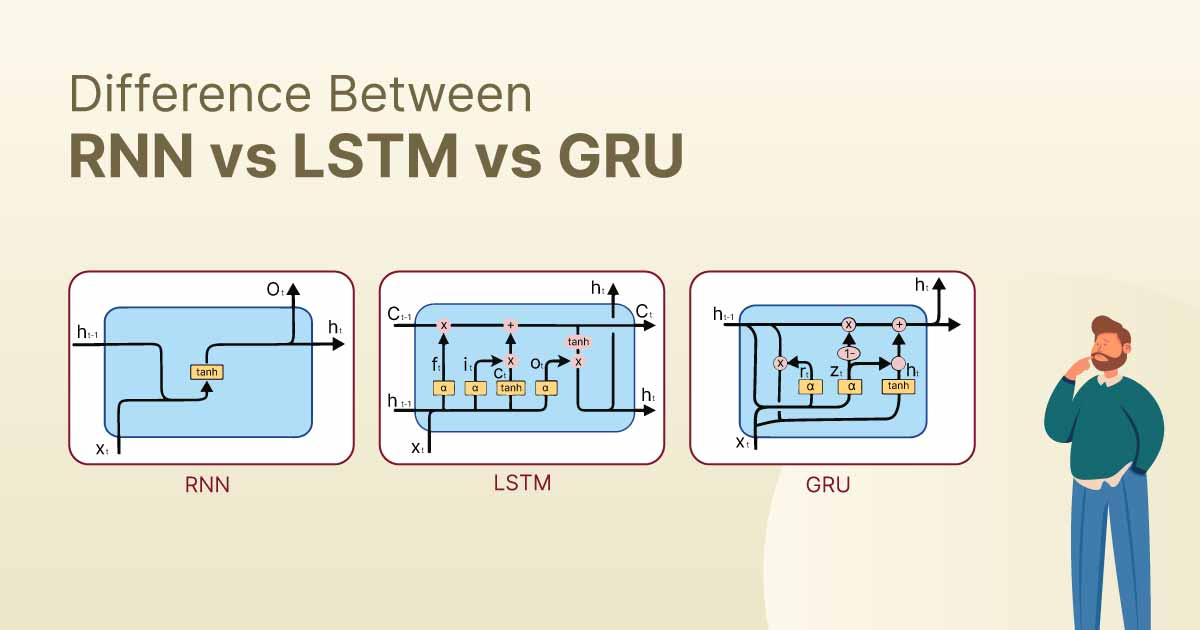 Difference Between
RNN vs LSTM vs GRU
Oₜ
hₜ₋₁
hₜ
tanh
Xₜ
RNN
hₜ
Cₜ₋₁
Cₜ
x
+
tanh
fₜ
iₜ
x
Oₜ
x
Cₜ
α
α
tanh
α
hₜ₋₁
hₜ
Xₜ
LSTM
hₜ
hₜ₋₁
x
+
1-
x
rₜ
zₜ
hₜ
α
α
tanh
Xₜ
GRU